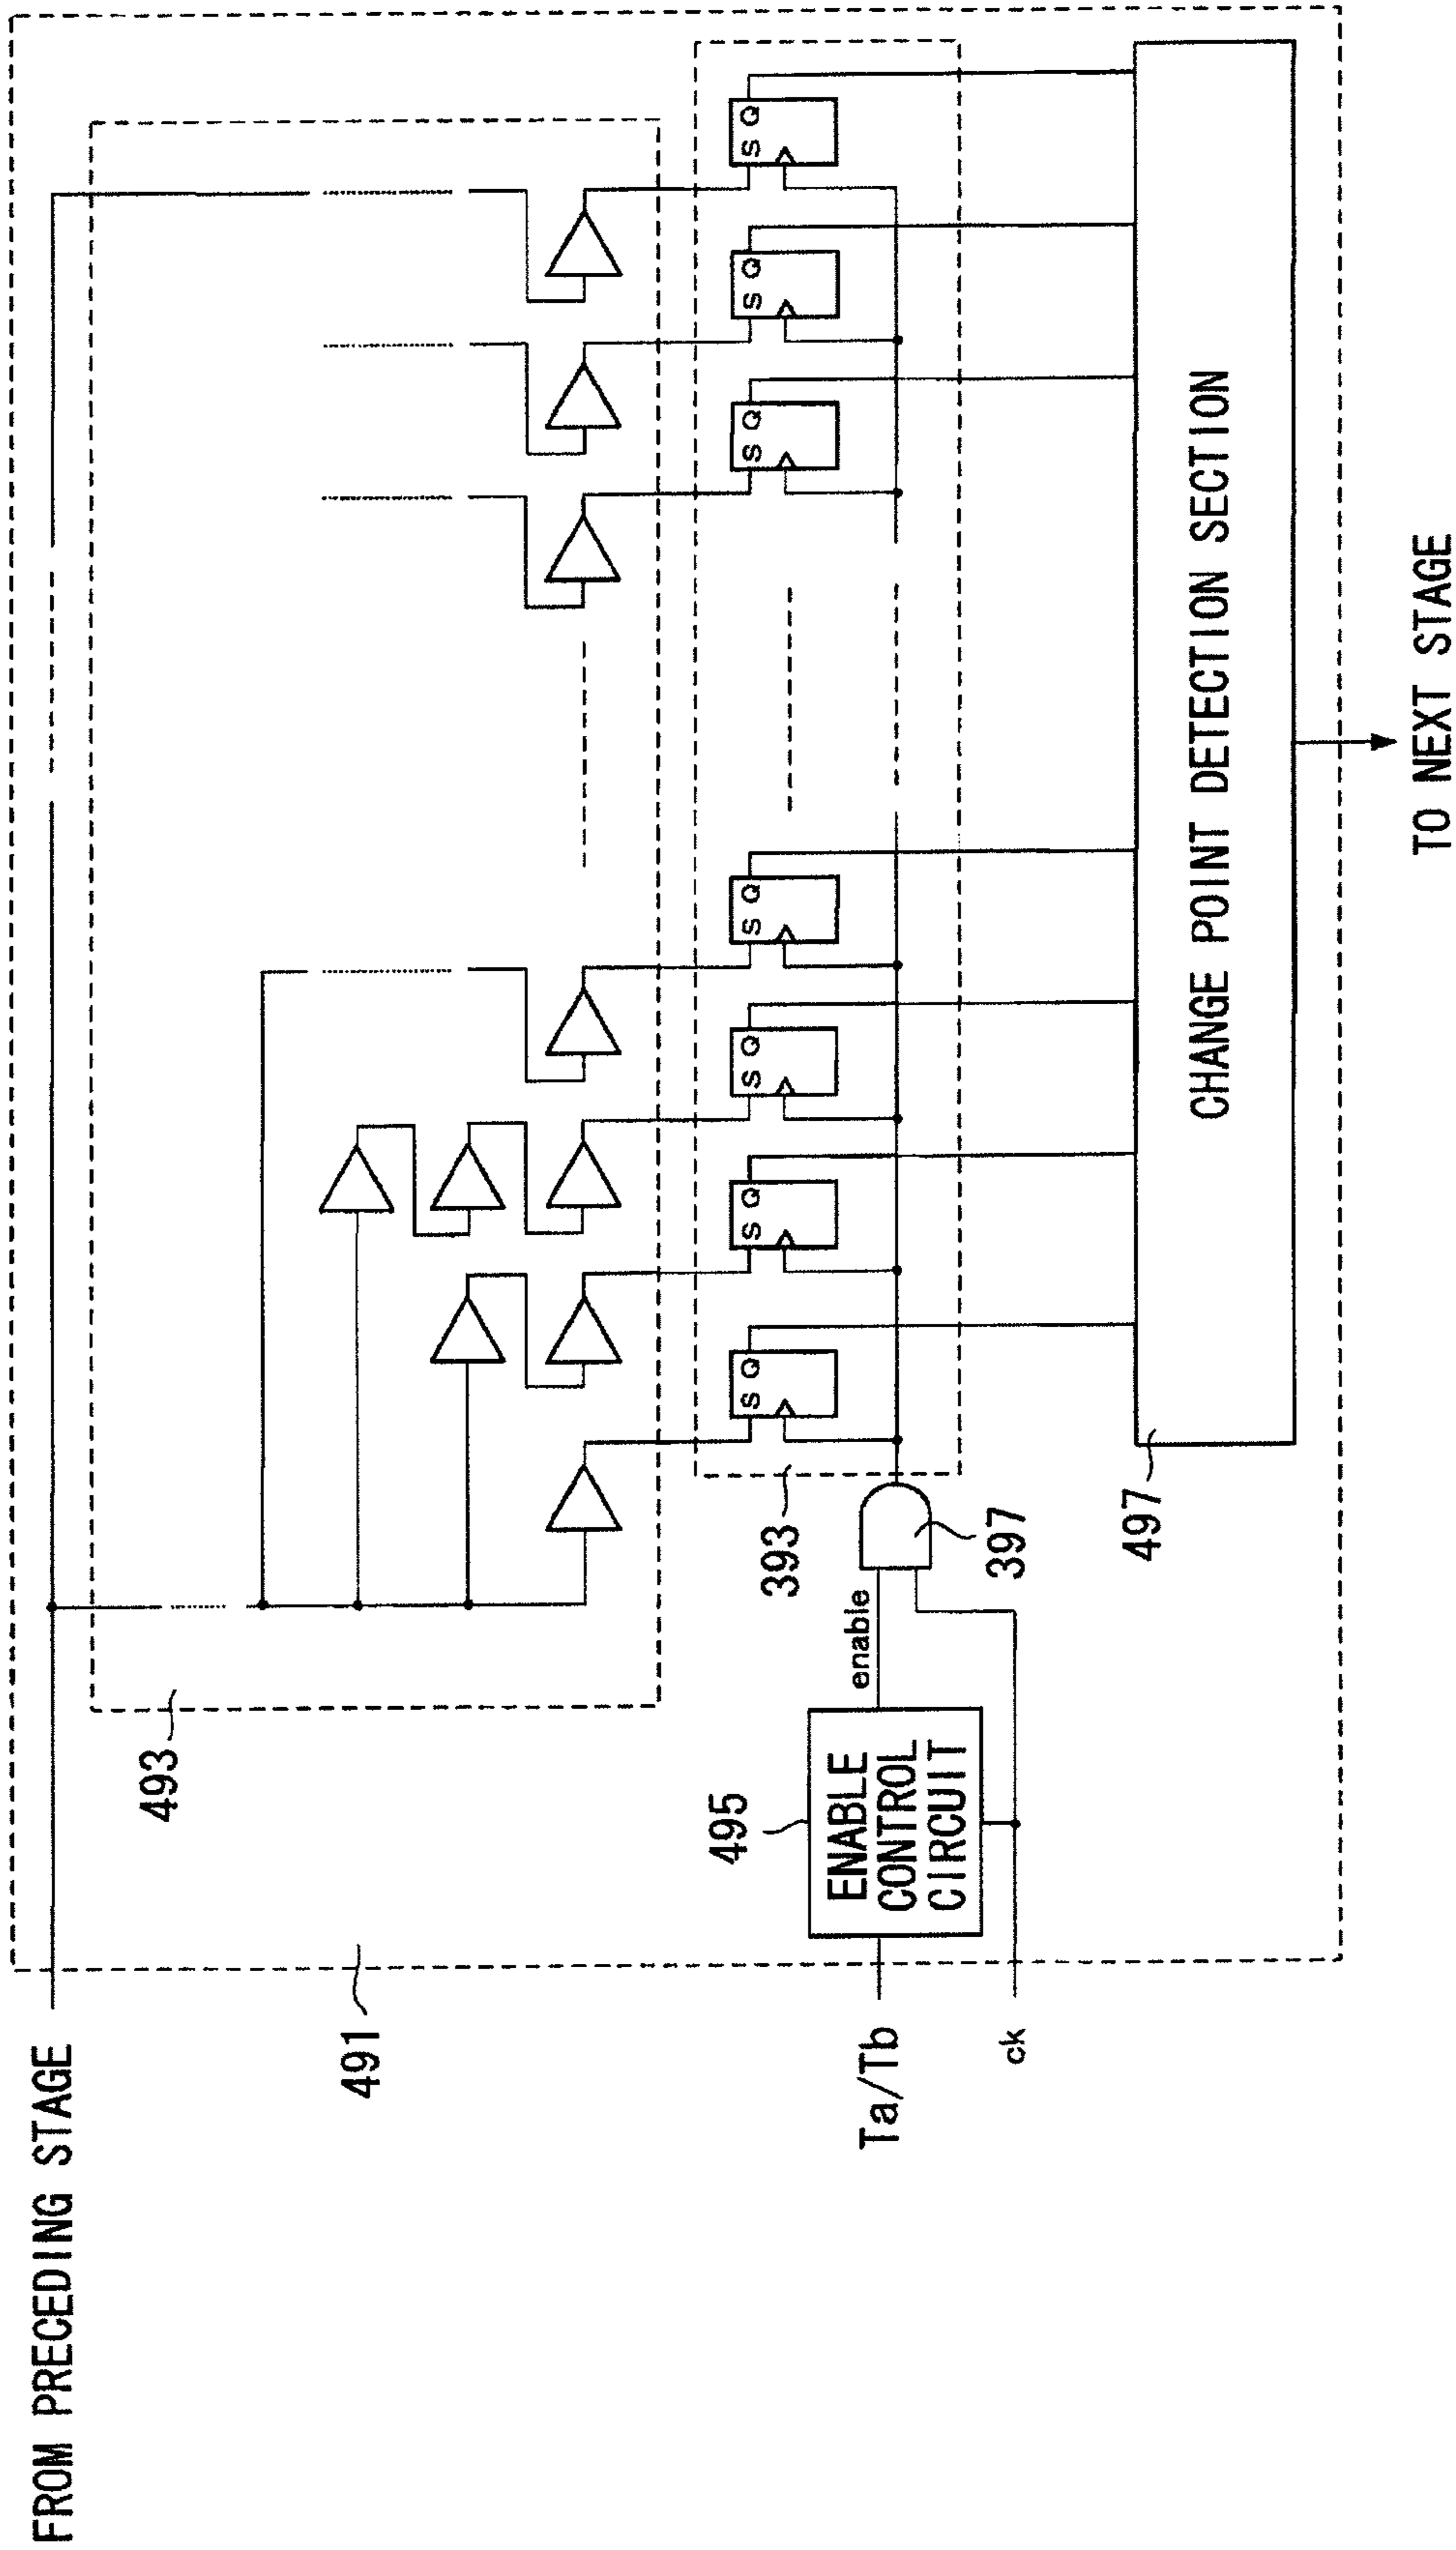 FROM PRECEDING STAGE
491
493
495
Ta/Tb
ck
ENABLE
CONTROL
CIRCUIT
enable
397
393
S Q
S Q
S Q
S Q
S Q
S Q
S Q
497
CHANGE POINT DETECTION SECTION
TO NEXT STAGE